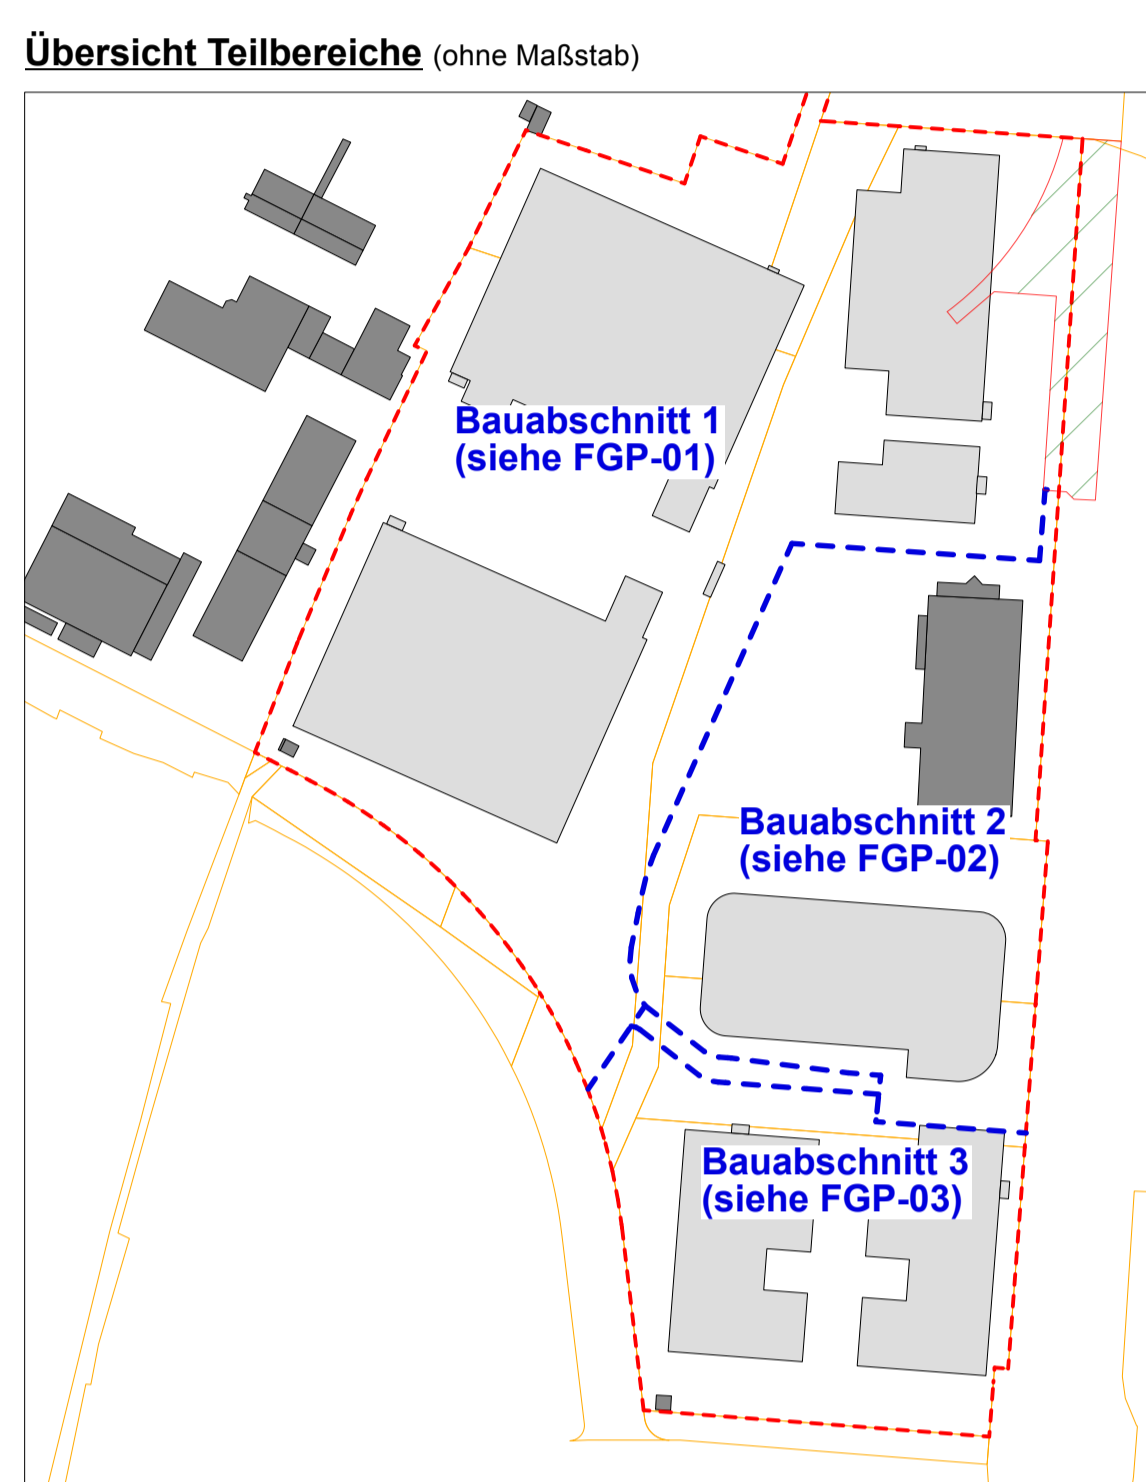 Übersicht Teilbereiche (ohne Maßstab)
Bauabschnitt 1
(siehe FGP-01)
Bauabschnitt 2
(siehe FGP-02)
Bauabschnitt 3
(siehe FGP-03)